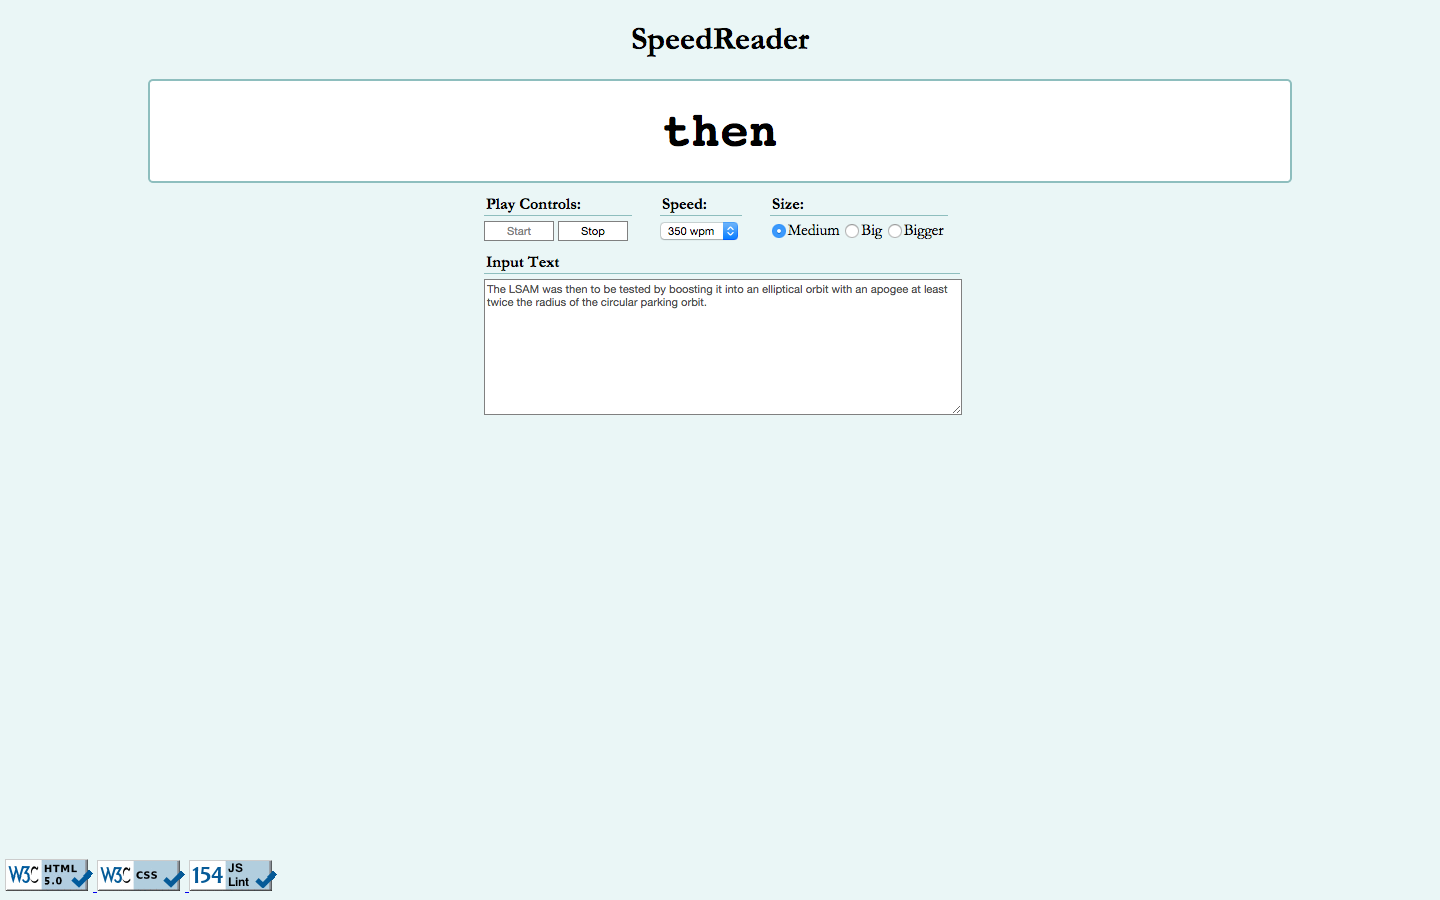 SpeedReader
then
Play Controls: Speed: Size:
Start Stop 350 wpm Medium Big Bigger
Input Text
The LSAM was then to be tested by boosting it into an elliptical orbit with an apogee at least
twice the radius of the circular parking orbit.
W3C HTML 5.0 W3C css 154 JS Lint